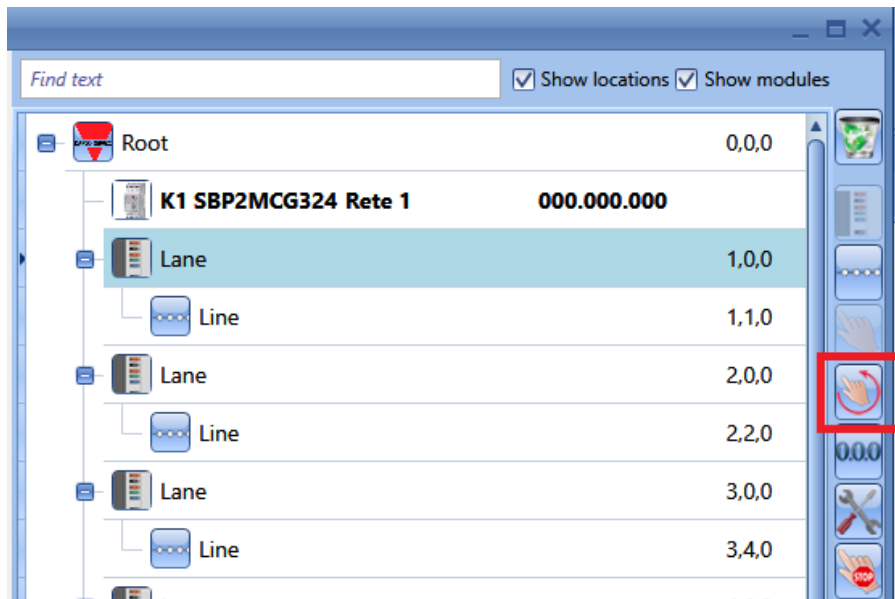 Find text
Show locations Show modules
Root 0,0,0
K1 SBP2MCG324 Rete 1 000.000.000
Lane 1,0,0
Line 1,1,0
Lane 2,0,0
Line 2,2,0
0.0.0
Lane 3,0,0
Line 3,4,0
STOP